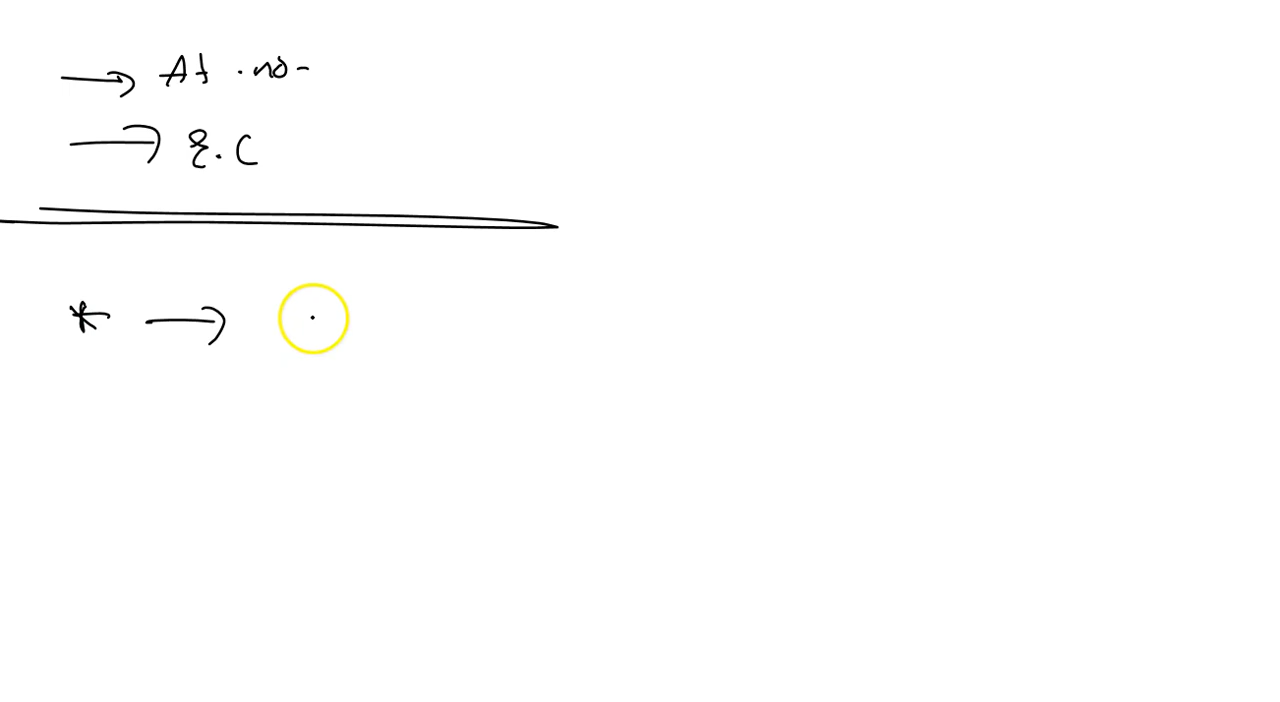 → At. no-
→ E.C
* →